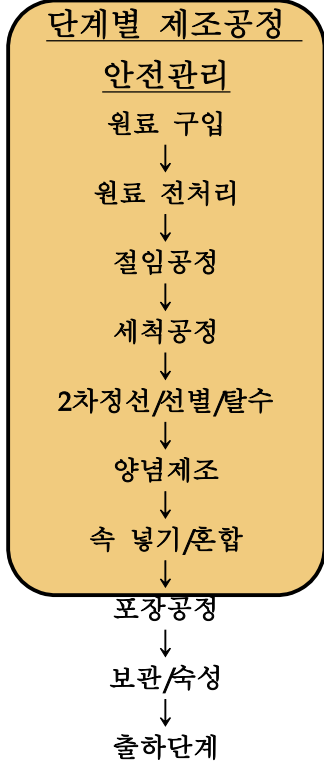 단계별 제조공정
안전관리
원료 구입
↓
원료 전처리
↓
절임공정
↓
세척공정
↓
2차정선/선별/탈수
↓
양념제조
↓
속 넣기/혼합
↓
포장공정
↓
보관/숙성
↓
출하단계